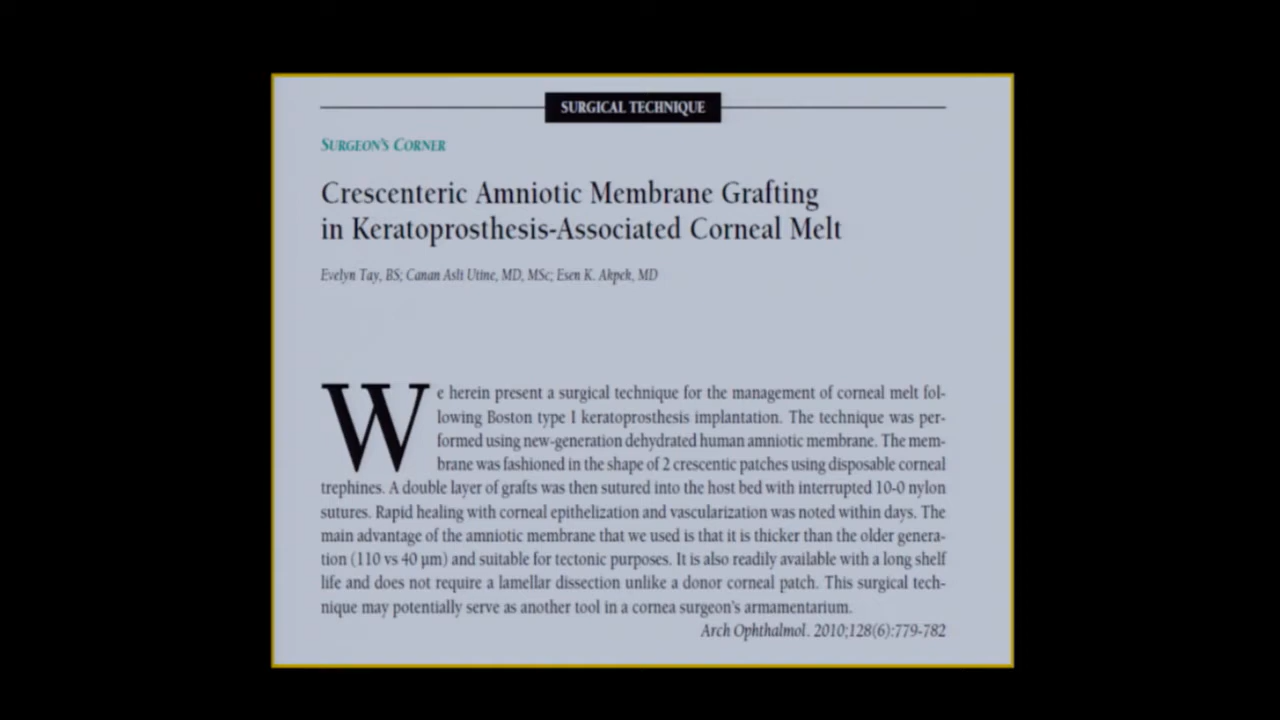 SURGICAL TECHNIQUE
SURGEON'S CORNER
Crescenteric Amniotic Membrane Grafting
in Keratoprosthesis-Associated Corneal Melt
Evelyn Tay, BS; Canan Asli Utine, MD, MSc; Esen K. Akpek, MD
We herein present a surgical technique for the management of corneal melt fol-
lowing Boston type I keratoprosthesis implantation. The technique was per-
formed using new-generation dehydrated human amniotic membrane. The mem-
brane was fashioned in the shape of 2 crescentic patches using disposable corneal
trephines. A double layer of grafts was then sutured into the host bed with interrupted 10-0 nylon
sutures. Rapid healing with corneal epithelization and vascularization was noted within days. The
main advantage of the amniotic membrane that we used is that it is thicker than the older genera-
tion (110 vs 40 μm) and suitable for tectonic purposes. It is also readily available with a long shelf
life and does not require a lamellar dissection unlike a donor corneal patch. This surgical tech-
nique may potentially serve as another tool in a cornea surgeon's armamentarium.
Arch Ophthalmol. 2010;128(6):779-782